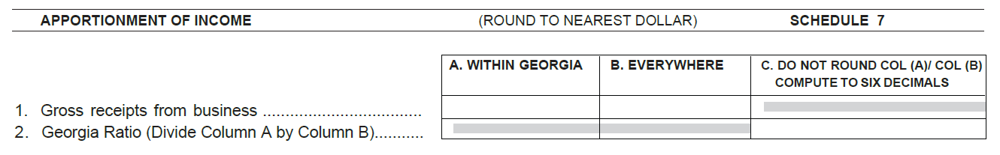 APPORTIONMENT OF INCOME (ROUND TO NEAREST DOLLAR) SCHEDULE 7
A. WITHIN GEORGIA B. EVERYWHERE C. DO NOT ROUND COL (A)/ COL (B)
COMPUTE TO SIX DECIMALS
1. Gross receipts from business ...................................
2. Georgia Ratio (Divide Column A by Column B)...........